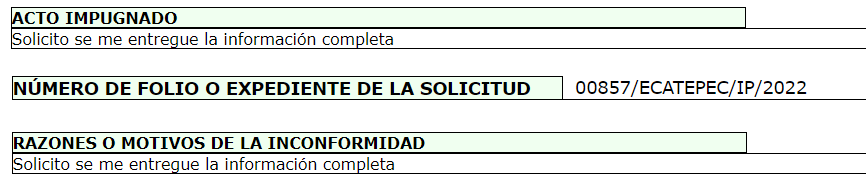 ACTO IMPUGNADO
Solicito se me entregue la información completa
NÚMERO DE FOLIO O EXPEDIENTE DE LA SOLICITUD 00857/ECATEPEC/IP/2022
RAZONES O MOTIVOS DE LA INCONFORMIDAD
Solicito se me entregue la información completa